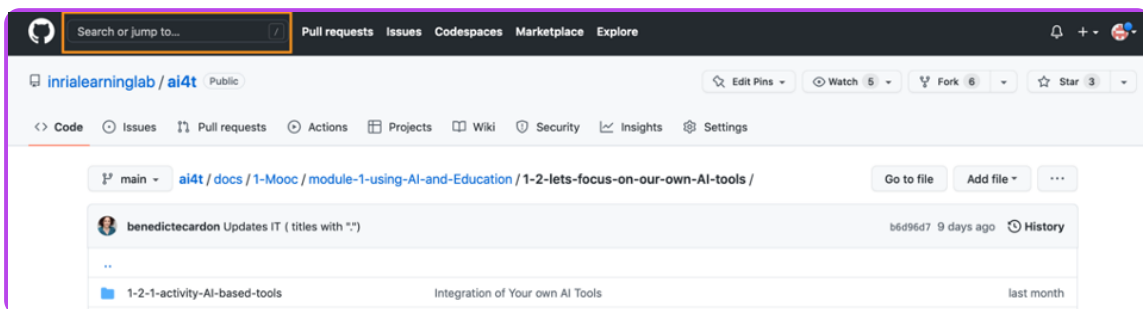 Search or jump to... / Pull requests Issues Codespaces Marketplace Explore
inrialearninglab / ai4t Public Edit Pins Watch 5 Fork 6 Star 3
<> Code Issues Pull requests Actions Projects Wiki Security Insights Settings
main ai4t / docs / 1-Mooc / module-1-using-AI-and-Education / 1-2-lets-focus-on-our-own-AI-tools / Go to file Add file ...
benedictecardon Updates IT ( titles with ".") b6d96d7 9 days ago History
..
1-2-1-activity-AI-based-tools Integration of Your own AI Tools last month